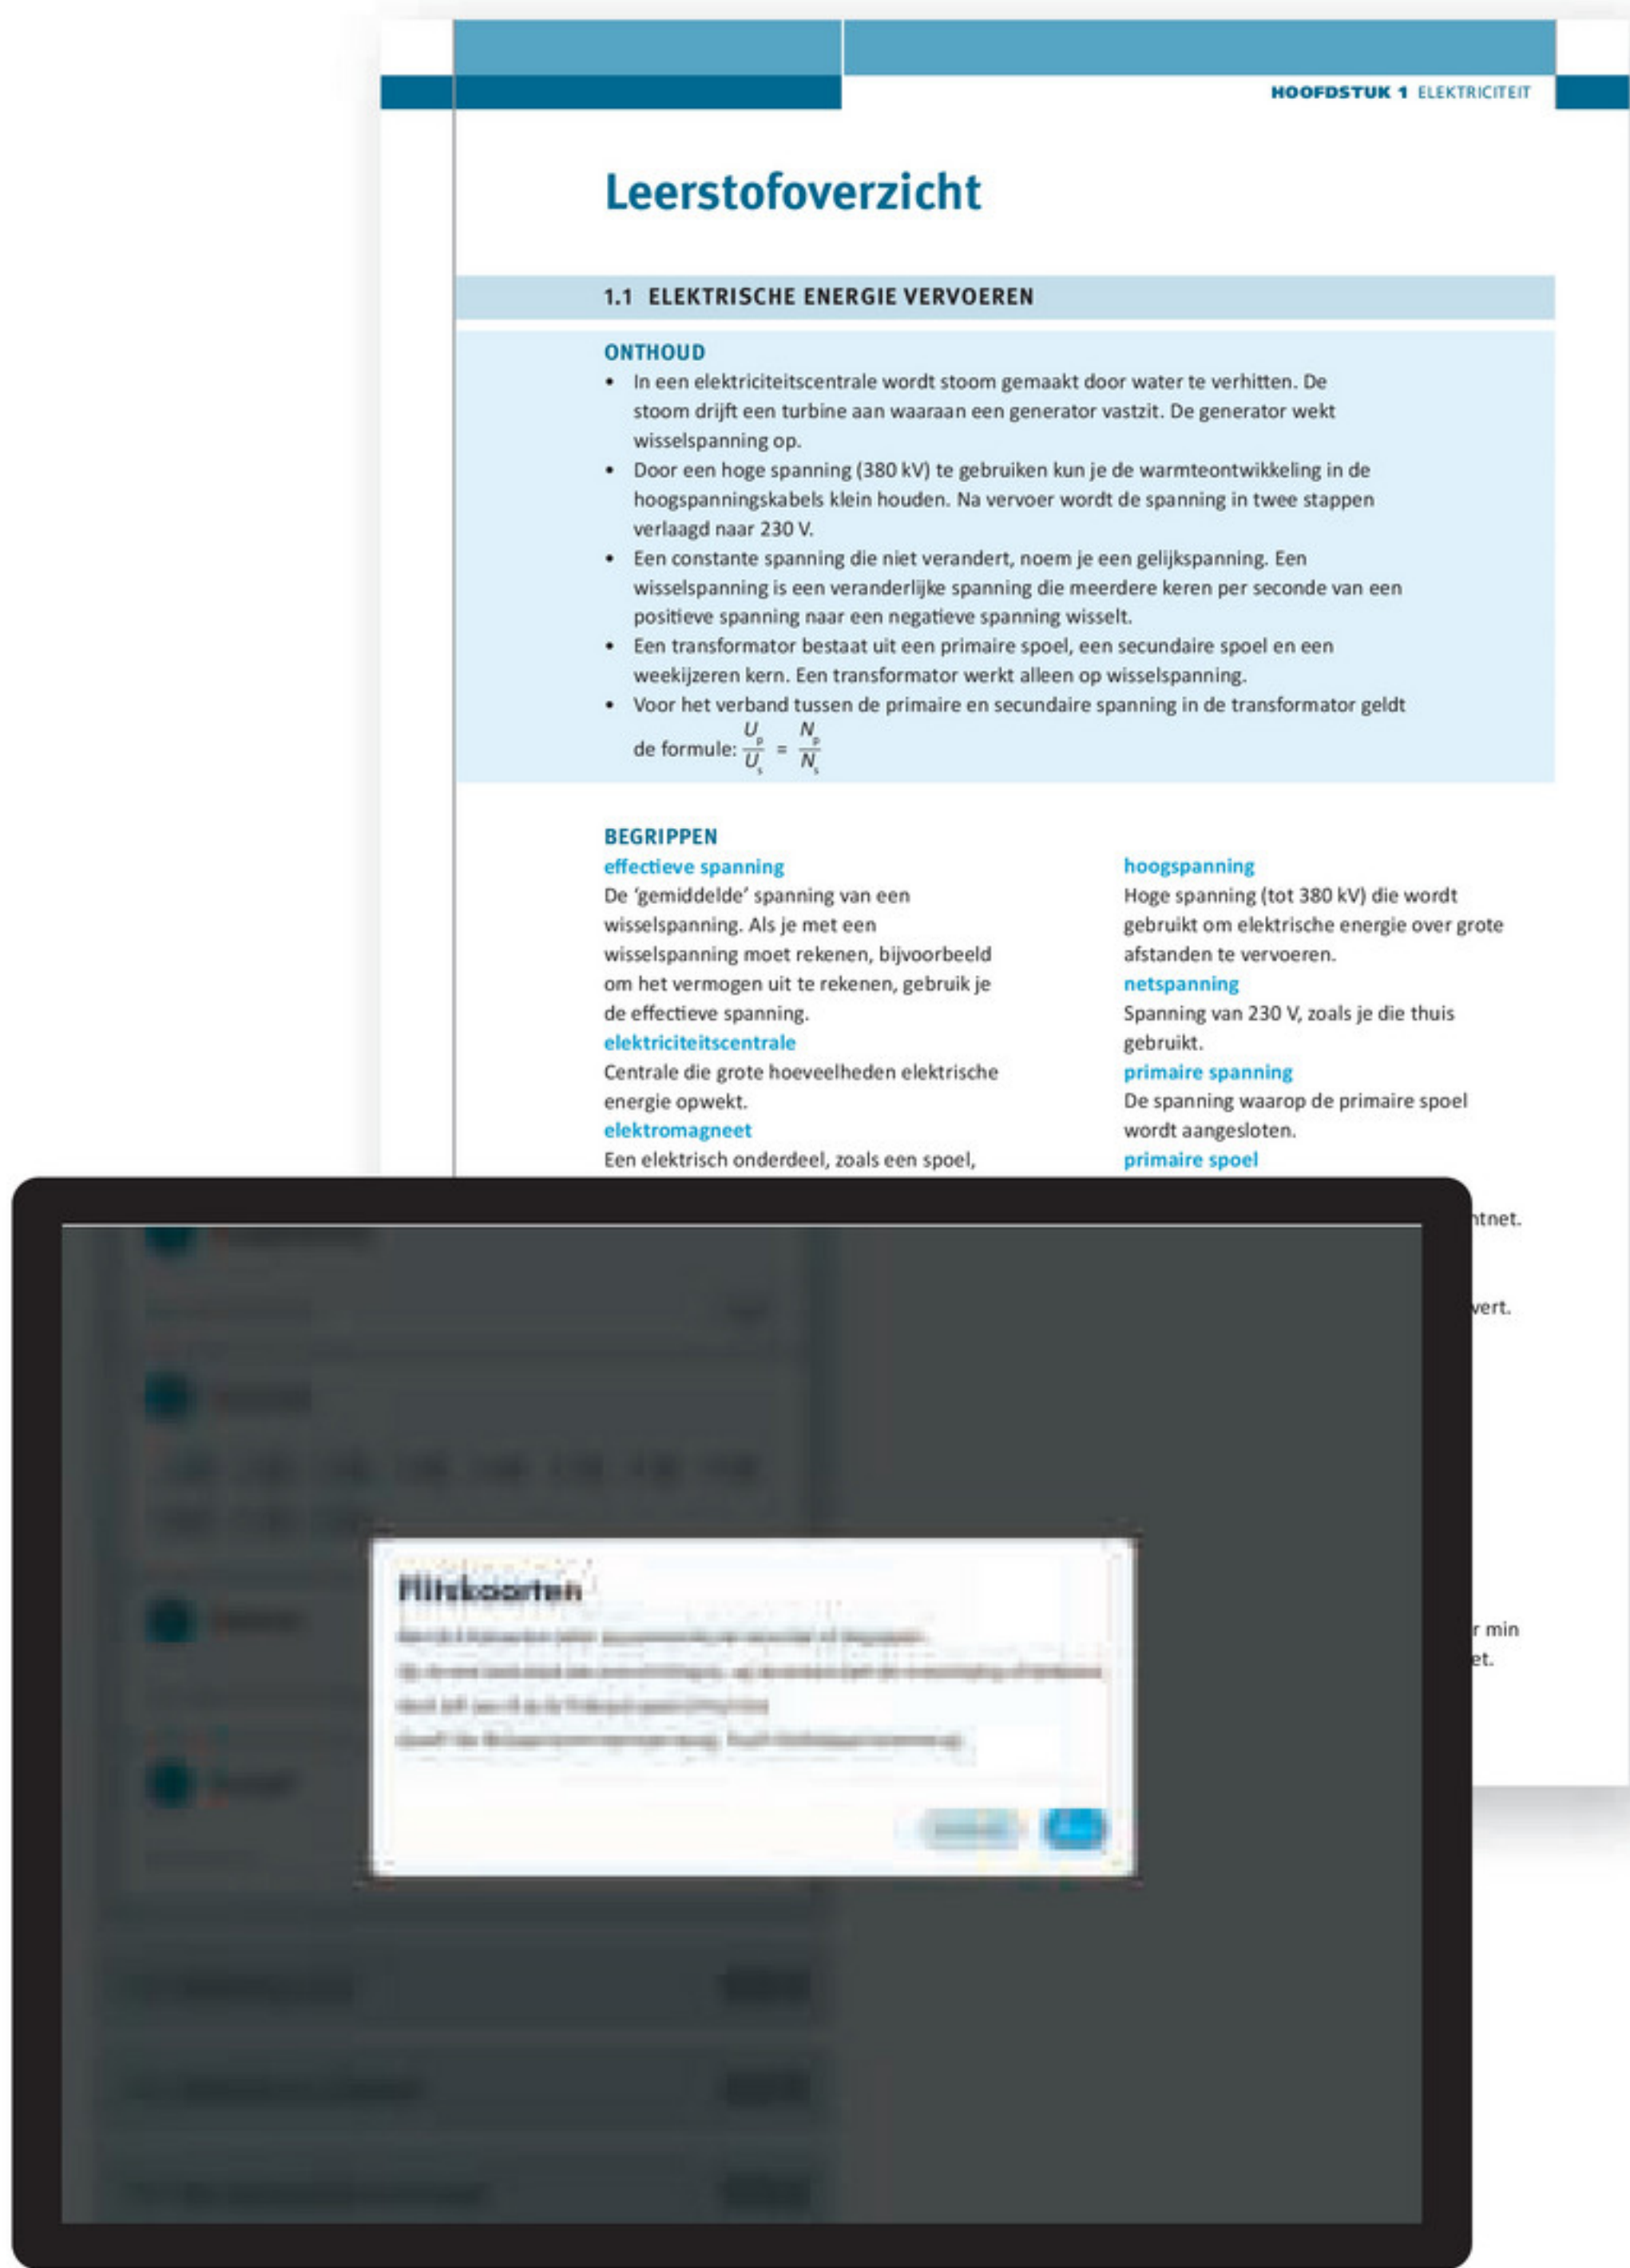 HOOFDSTUK 1 ELEKTRICITEIT
Leerstofoverzicht
1.1 ELEKTRISCHE ENERGIE VERVOEREN
ONTHOUD
• In een elektriciteitscentrale wordt stoom gemaakt door water te verhitten. De
stoom drijft een turbine aan waaraan een generator vastzit. De generator wekt
wisselspanning op.
• Door een hoge spanning (380 kV) te gebruiken kun je de warmteontwikkeling in de
hoogspanningskabels klein houden. Na vervoer wordt de spanning in twee stappen
verlaagd naar 230 V.
• Een constante spanning die niet verandert, noem je een gelijkspanning. Een
wisselspanning is een veranderlijke spanning die meerdere keren per seconde van een
positieve spanning naar een negatieve spanning wisselt.
• Een transformator bestaat uit een primaire spoel, een secundaire spoel en een
weekijzeren kern. Een transformator werkt alleen op wisselspanning.
• Voor het verband tussen de primaire en secundaire spanning in de transformator geldt
de formule: U_p/U_s = N_p/N_s
BEGRIPPEN
effectieve spanning
De ‘gemiddelde’ spanning van een
wisselspanning. Als je met een
wisselspanning moet rekenen, bijvoorbeeld
om het vermogen uit te rekenen, gebruik je
de effectieve spanning.
elektriciteitscentrale
Centrale die grote hoeveelheden elektrische
energie opwekt.
elektromagneet
Een elektrisch onderdeel, zoals een spoel,
hoogspanning
Hoge spanning (tot 380 kV) die wordt
gebruikt om elektrische energie over grote
afstanden te vervoeren.
netspanning
Spanning van 230 V, zoals je die thuis
gebruikt.
primaire spanning
De spanning waarop de primaire spoel
wordt aangesloten.
primaire spoel
htnet.
vert.
r min
et.
Flitskaarten